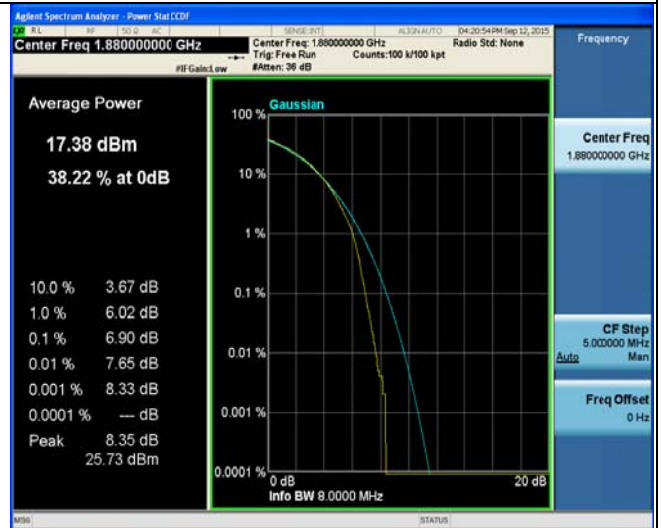 Agilent Spectrum Analyzer - Power Stat CCDF
RL RF 50 Ω AC SENSE:INT ALIGN AUTO 04:20:54 PM Sep 12, 2015
Center Freq 1.880000000 GHz
Center Freq: 1.880000000 GHz Radio Std: None
Trig: Free Run Counts:100 k/100 kpt
#IFGain:Low #Atten: 36 dB
Frequency
Average Power
17.38 dBm
38.22 % at 0dB
10.0 % 3.67 dB
1.0 % 6.02 dB
0.1 % 6.90 dB
0.01 % 7.65 dB
0.001 % 8.33 dB
0.0001 % --- dB
Peak 8.35 dB
25.73 dBm
Gaussian
100 %
10 %
1 %
0.1 %
0.01 %
0.001 %
0.0001 %
0 dB 20 dB
Info BW 8.0000 MHz
Center Freq
1.880000000 GHz
CF Step
5.000000 MHz
Auto Man
Freq Offset
0 Hz
MSG STATUS